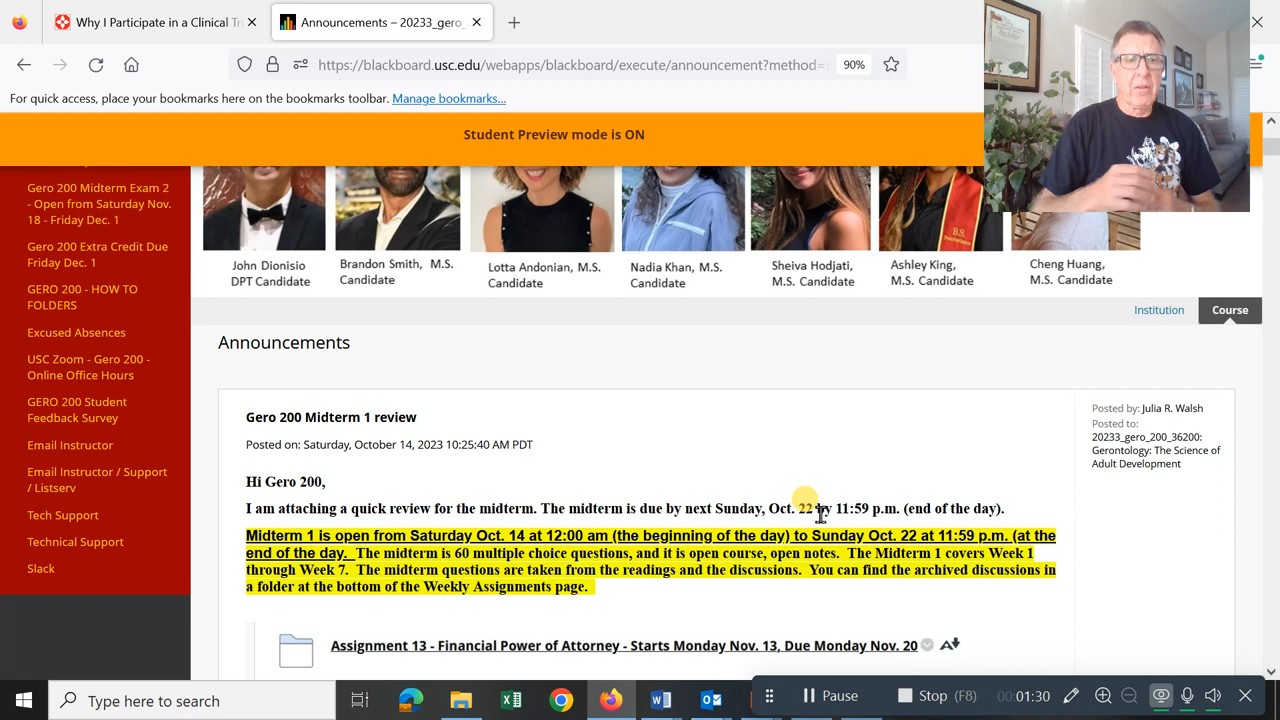 Why I Participate in a Clinical Tri
Announcements – 20233_gero_
https://blackboard.usc.edu/webapps/blackboard/execute/announcement?method=
90%
For quick access, place your bookmarks here on the bookmarks toolbar. Manage bookmarks...
Student Preview mode is ON
Gero 200 Midterm Exam 2
- Open from Saturday Nov.
18 - Friday Dec. 1
Gero 200 Extra Credit Due
Friday Dec. 1
GERO 200 - HOW TO
FOLDERS
Excused Absences
USC Zoom - Gero 200 -
Online Office Hours
GERO 200 Student
Feedback Survey
Email Instructor
Email Instructor / Support
/ Listserv
Tech Support
Technical Support
Slack
John Dionisio
DPT Candidate
Brandon Smith, M.S.
Candidate
Lotta Andonian, M.S.
Candidate
Nadia Khan, M.S.
Candidate
Sheiva Hodjati,
M.S. Candidate
Ashley King,
M.S. Candidate
Cheng Huang,
M.S. Candidate
B.S.
Institution
Course
Announcements
Gero 200 Midterm 1 review
Posted on: Saturday, October 14, 2023 10:25:40 AM PDT
Posted by: Julia R. Walsh
Posted to:
20233_gero_200_36200:
Gerontology: The Science of
Adult Development
Hi Gero 200,
I am attaching a quick review for the midterm. The midterm is due by next Sunday, Oct. 22 by 11:59 p.m. (end of the day).
Midterm 1 is open from Saturday Oct. 14 at 12:00 am (the beginning of the day) to Sunday Oct. 22 at 11:59 p.m. (at the
end of the day. The midterm is 60 multiple choice questions, and it is open course, open notes. The Midterm 1 covers Week 1
through Week 7. The midterm questions are taken from the readings and the discussions. You can find the archived discussions in
a folder at the bottom of the Weekly Assignments page.
Assignment 13 - Financial Power of Attorney - Starts Monday Nov. 13, Due Monday Nov. 20
Type here to search
Pause
Stop (F8)
00:01:30